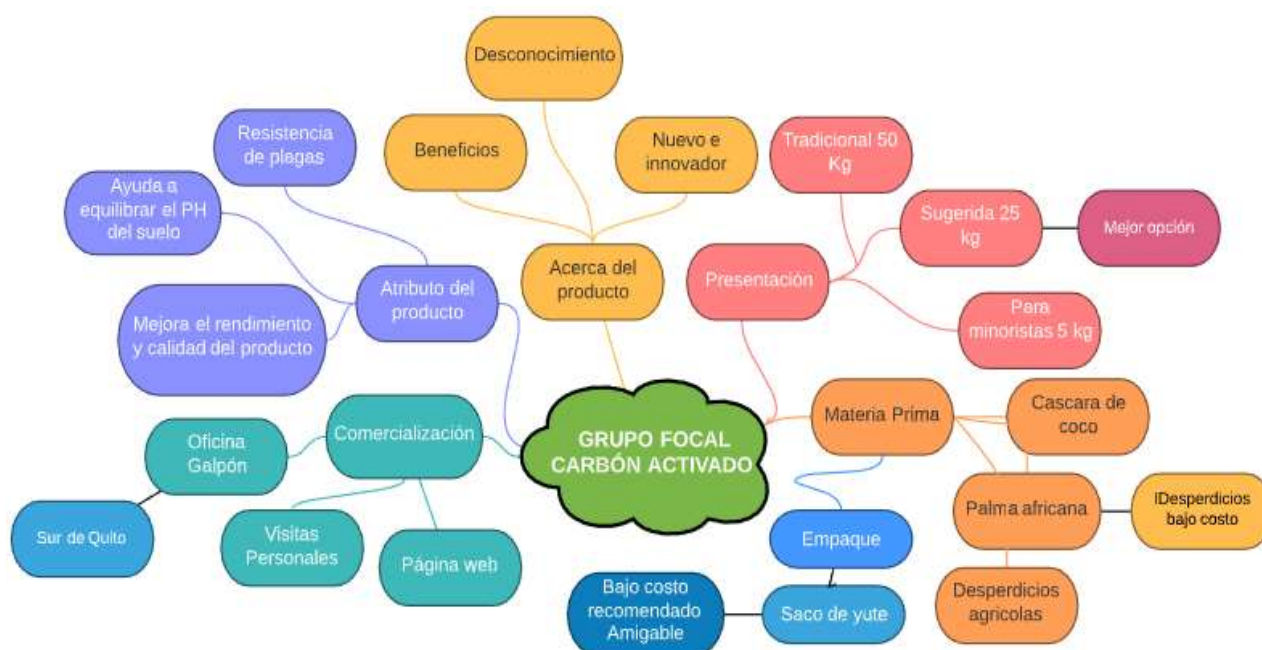 Desconocimiento
Beneficios
Nuevo e
innovador
Acerca del
producto
Resistencia
de plagas
Ayuda a
equilibrar el PH
del suelo
Mejora el rendimiento
y calidad del producto
Atributo del
producto
Tradicional 50
Kg
Sugerida 25
kg
Mejor opción
Presentación
Para
minoristas 5 kg
GRUPO FOCAL
CARBÓN ACTIVADO
Comercialización
Oficina
Galpón
Sur de Quito
Visitas
Personales
Página web
Materia Prima
Cascara de
coco
Palma africana
lDesperdicios
bajo costo
Desperdicios
agricolas
Empaque
Saco de yute
Bajo costo
recomendado
Amigable